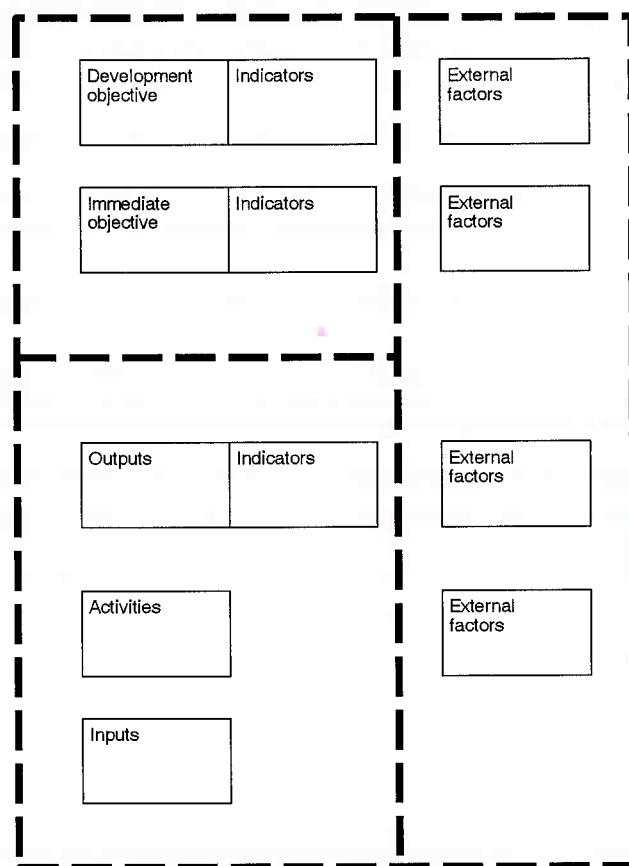 Development
objective
Indicators
External
factors
Immediate
objective
Indicators
External
factors
Outputs
Indicators
External
factors
Activities
External
factors
Inputs